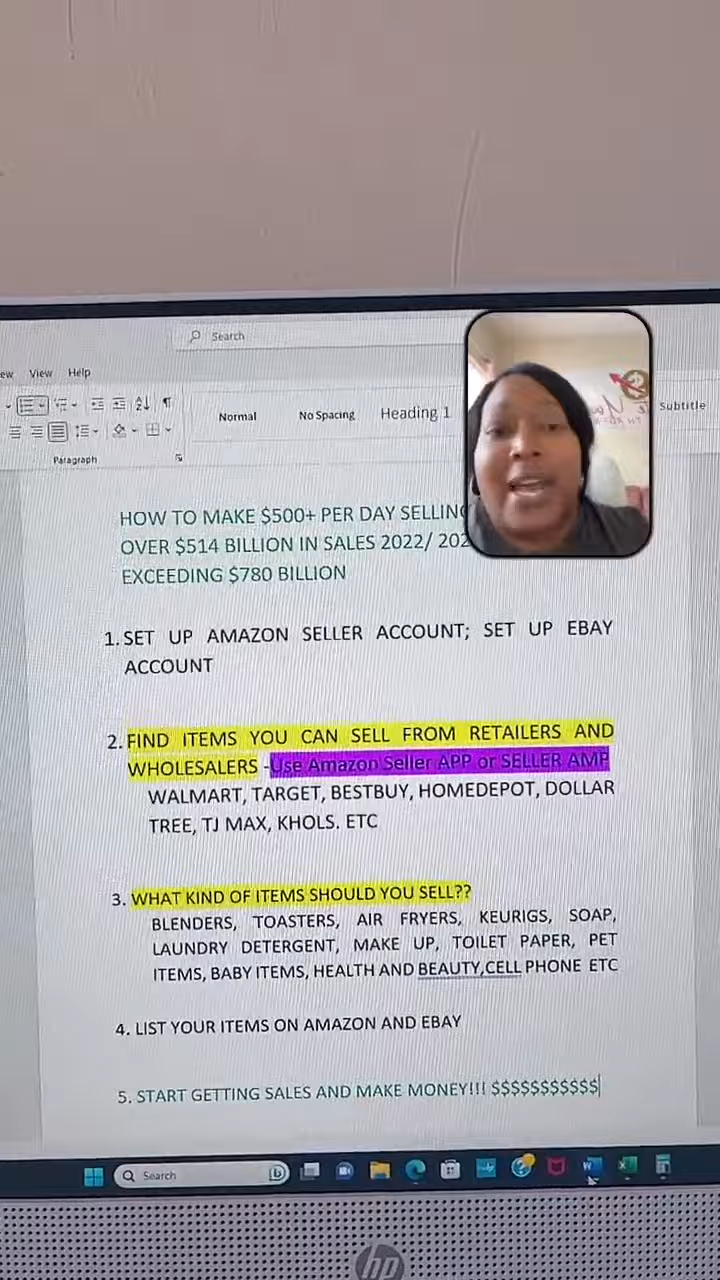 Search
ew View Help
Normal No Spacing Heading 1 Subtitle
Paragraph
HOW TO MAKE $500+ PER DAY SELLING
OVER $514 BILLION IN SALES 2022/ 202
EXCEEDING $780 BILLION
1. SET UP AMAZON SELLER ACCOUNT; SET UP EBAY
ACCOUNT
2. FIND ITEMS YOU CAN SELL FROM RETAILERS AND
WHOLESALERS -Use Amazon Seller APP or SELLER AMP
WALMART, TARGET, BESTBUY, HOMEDEPOT, DOLLAR
TREE, TJ MAX, KHOLS. ETC
3. WHAT KIND OF ITEMS SHOULD YOU SELL??
BLENDERS, TOASTERS, AIR FRYERS, KEURIGS, SOAP,
LAUNDRY DETERGENT, MAKE UP, TOILET PAPER, PET
ITEMS, BABY ITEMS, HEALTH AND BEAUTY,CELL PHONE ETC
4. LIST YOUR ITEMS ON AMAZON AND EBAY
5. START GETTING SALES AND MAKE MONEY!!! $$$$$$$$$$$
Search
hp